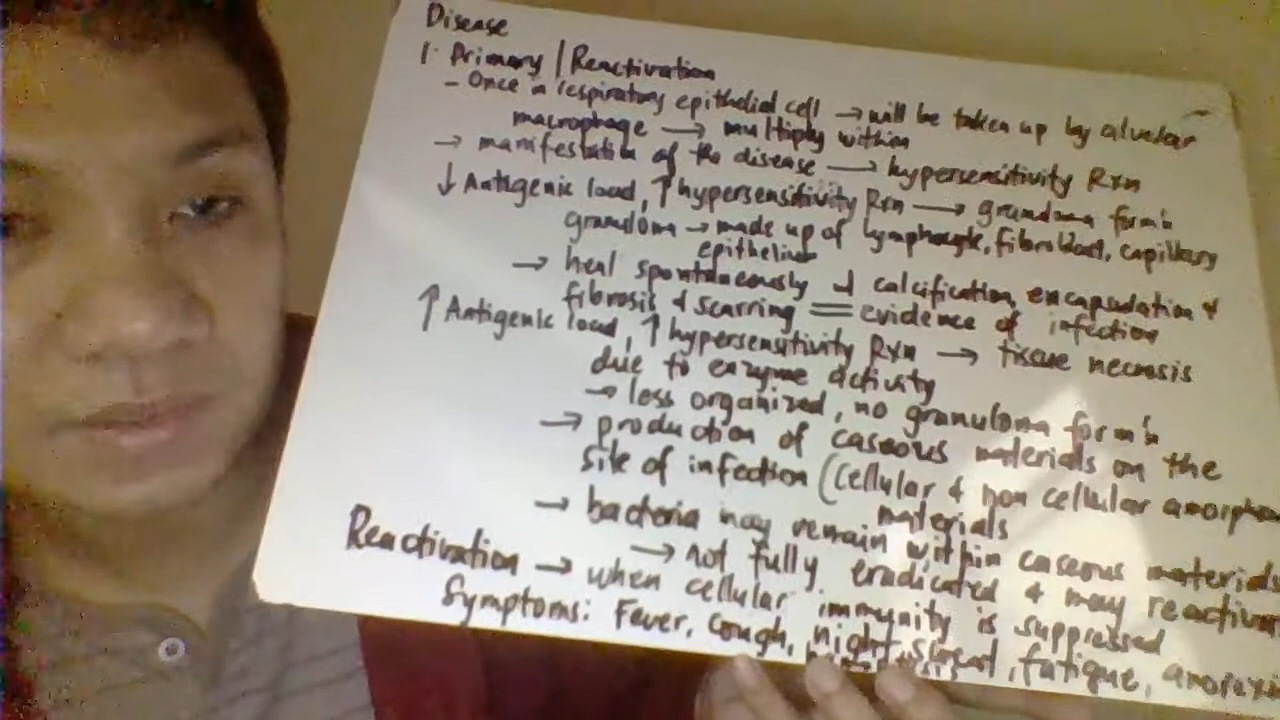 Disease
1. Primary / Reactivation
- Once in respiratory epithelial cell → will be taken up by alveolar
macrophage → multiply within
→ manifestation of the disease → hypersensitivity Rxn
↓ Antigenic load, ↑ hypersensitivity Rxn → granuloma form'n
granuloma → made up of lymphocyte, fibroblast, capillary
epithelium
→ heal spontaneously calcification, encapsulation &
fibrosis & scarring = evidence of infection
↑ Antigenic load, ↑ hypersensitivity Rxn → tissue necrosis
due to enzyme activity
→ less organized, no granuloma form'n
→ production of caseous materials on the
site of infection (cellular & non cellular amorphous
materials
→ bacteria may remain within caseous materials
→ not fully eradicated & may reactivat
Reactivation → when cellular immunity is suppressed
Symptoms: Fever, cough, night sweat, fatigue, anorexi